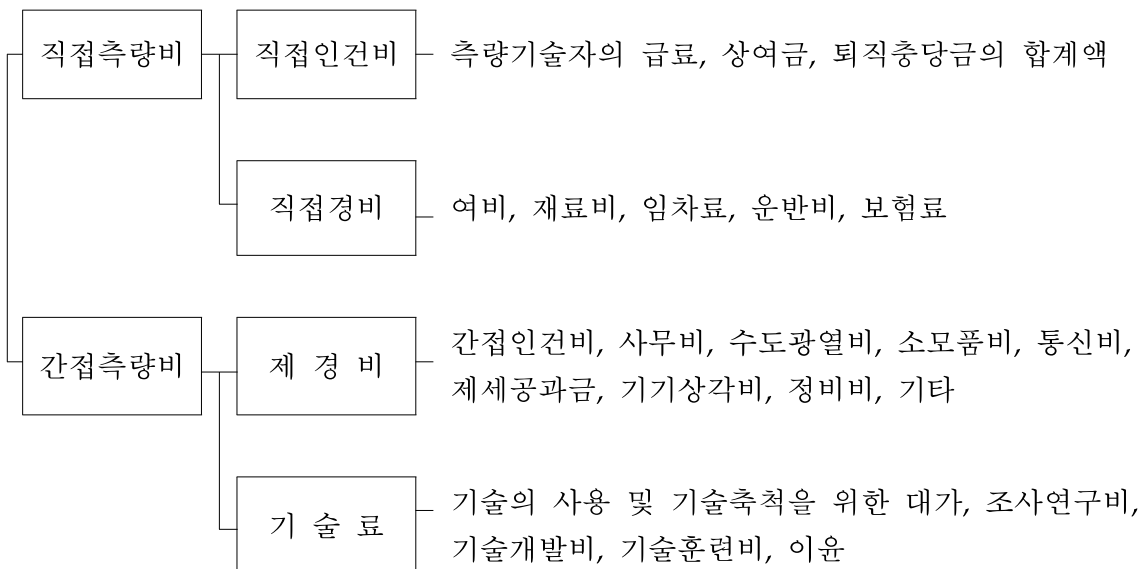 직접측량비 직접인건비 측량기술자의 급료, 상여금, 퇴직충당금의 합계액
직접경비 여비, 재료비, 임차료, 운반비, 보험료
간접측량비 제 경 비 간접인건비, 사무비, 수도광열비, 소모품비, 통신비,
제세공과금, 기기상각비, 정비비, 기타
기 술 료 기술의 사용 및 기술축척을 위한 대가, 조사연구비,
기술개발비, 기술훈련비, 이윤